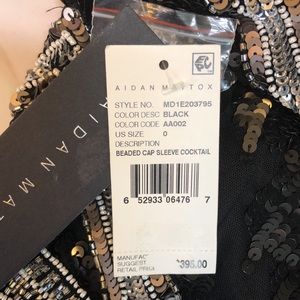 AIDAN MATTOX
STYLE NO. MD1E203795
COLOR DESC BLACK
COLOR CODE AA002
US SIZE 0
DESCRIPTION
BEADED CAP SLEEVE COCKTAIL
6 52933 06476 7
MANUFAC
SUGGEST
RETAIL PRICE
$395.00
AIDAN MAT